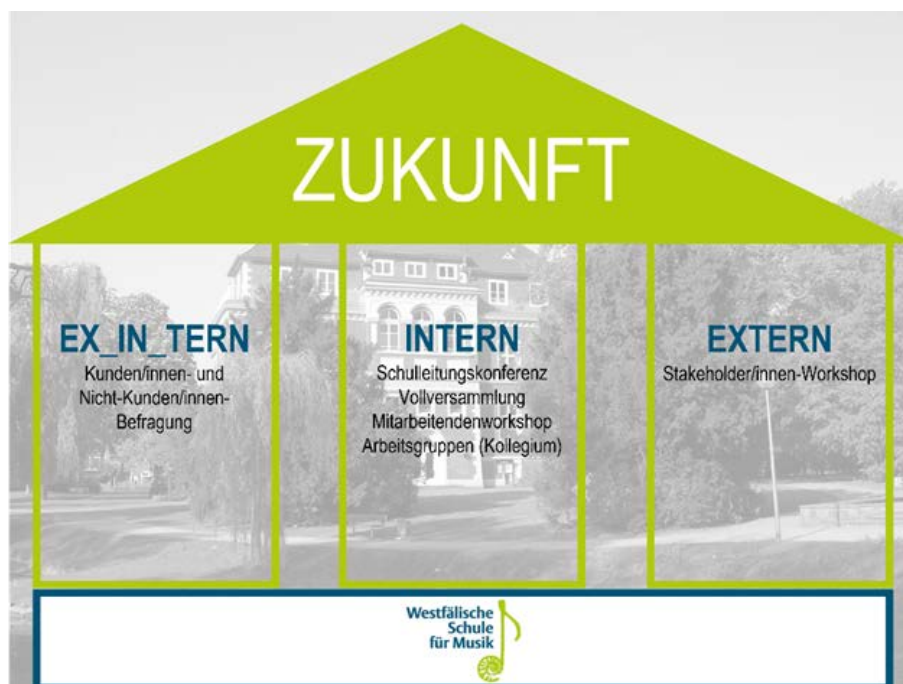 ZUKUNFT
EX_IN_TERN
Kunden/innen- und
Nicht-Kunden/innen-
Befragung
INTERN
Schulleitungskonferenz
Vollversammlung
Mitarbeitendenworkshop
Arbeitsgruppen (Kollegium)
EXTERN
Stakeholder/innen-Workshop
Westfälische
Schule
für Musik